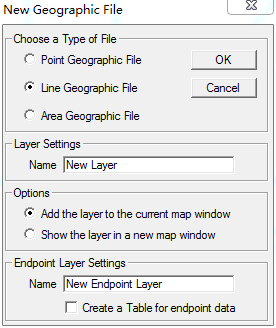 New Geographic File
Choose a Type of File
Point Geographic File
OK
Line Geographic File
Cancel
Area Geographic File
Layer Settings
Name New Layer
Options
Add the layer to the current map window
Show the layer in a new map window
Endpoint Layer Settings
Name New Endpoint Layer
Create a Table for endpoint data